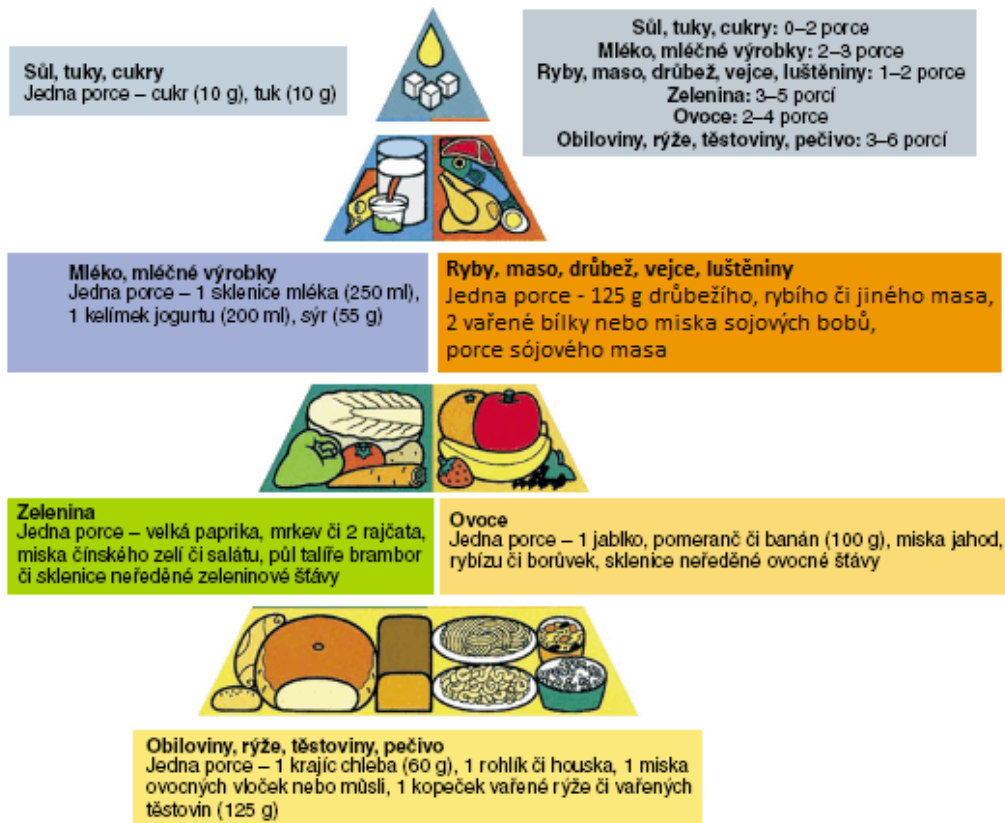 Sůl, tuky, cukry
Jedna porce – cukr (10 g), tuk (10 g)
Sůl, tuky, cukry: 0–2 porce
Mléko, mléčné výrobky: 2–3 porce
Ryby, maso, drůbež, vejce, luštěniny: 1–2 porce
Zelenina: 3–5 porcí
Ovoce: 2–4 porce
Obiloviny, rýže, těstoviny, pečivo: 3–6 porcí
Mléko, mléčné výrobky
Jedna porce – 1 sklenice mléka (250 ml),
1 kelímek jogurtu (200 ml), sýr (55 g)
Ryby, maso, drůbež, vejce, luštěniny
Jedna porce - 125 g drůbežího, rybího či jiného masa,
2 vařené bílky nebo miska sojových bobů,
porce sójového masa
Zelenina
Jedna porce – velká paprika, mrkev či 2 rajčata,
miska čínského zelí či salátu, půl talíře brambor
či sklenice neředěné zeleninové šťávy
Ovoce
Jedna porce – 1 jablko, pomeranč či banán (100 g), miska jahod,
rybízu či borůvek, sklenice neředěné ovocné šťávy
Obiloviny, rýže, těstoviny, pečivo
Jedna porce – 1 krajíc chleba (60 g), 1 rohlík či houska, 1 miska
ovocných vloček nebo műsli, 1 kopeček vařené rýže či vařených
těstovin (125 g)